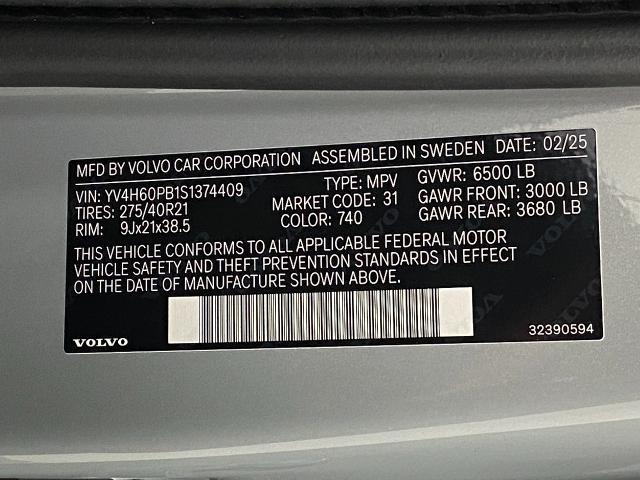 MFD BY VOLVO CAR CORPORATION ASSEMBLED IN SWEDEN DATE: 02/25
VIN: YV4H60PB1S1374409 TYPE: MPV GVWR: 6500 LB
TIRES: 275/40R21 MARKET CODE: 31 GAWR FRONT: 3000 LB
RIM: 9Jx21x38.5 COLOR: 740 GAWR REAR: 3680 LB
THIS VEHICLE CONFORMS TO ALL APPLICABLE FEDERAL MOTOR
VEHICLE SAFETY AND THEFT PREVENTION STANDARDS IN EFFECT
ON THE DATE OF MANUFACTURE SHOWN ABOVE.
VOLVO 32390594